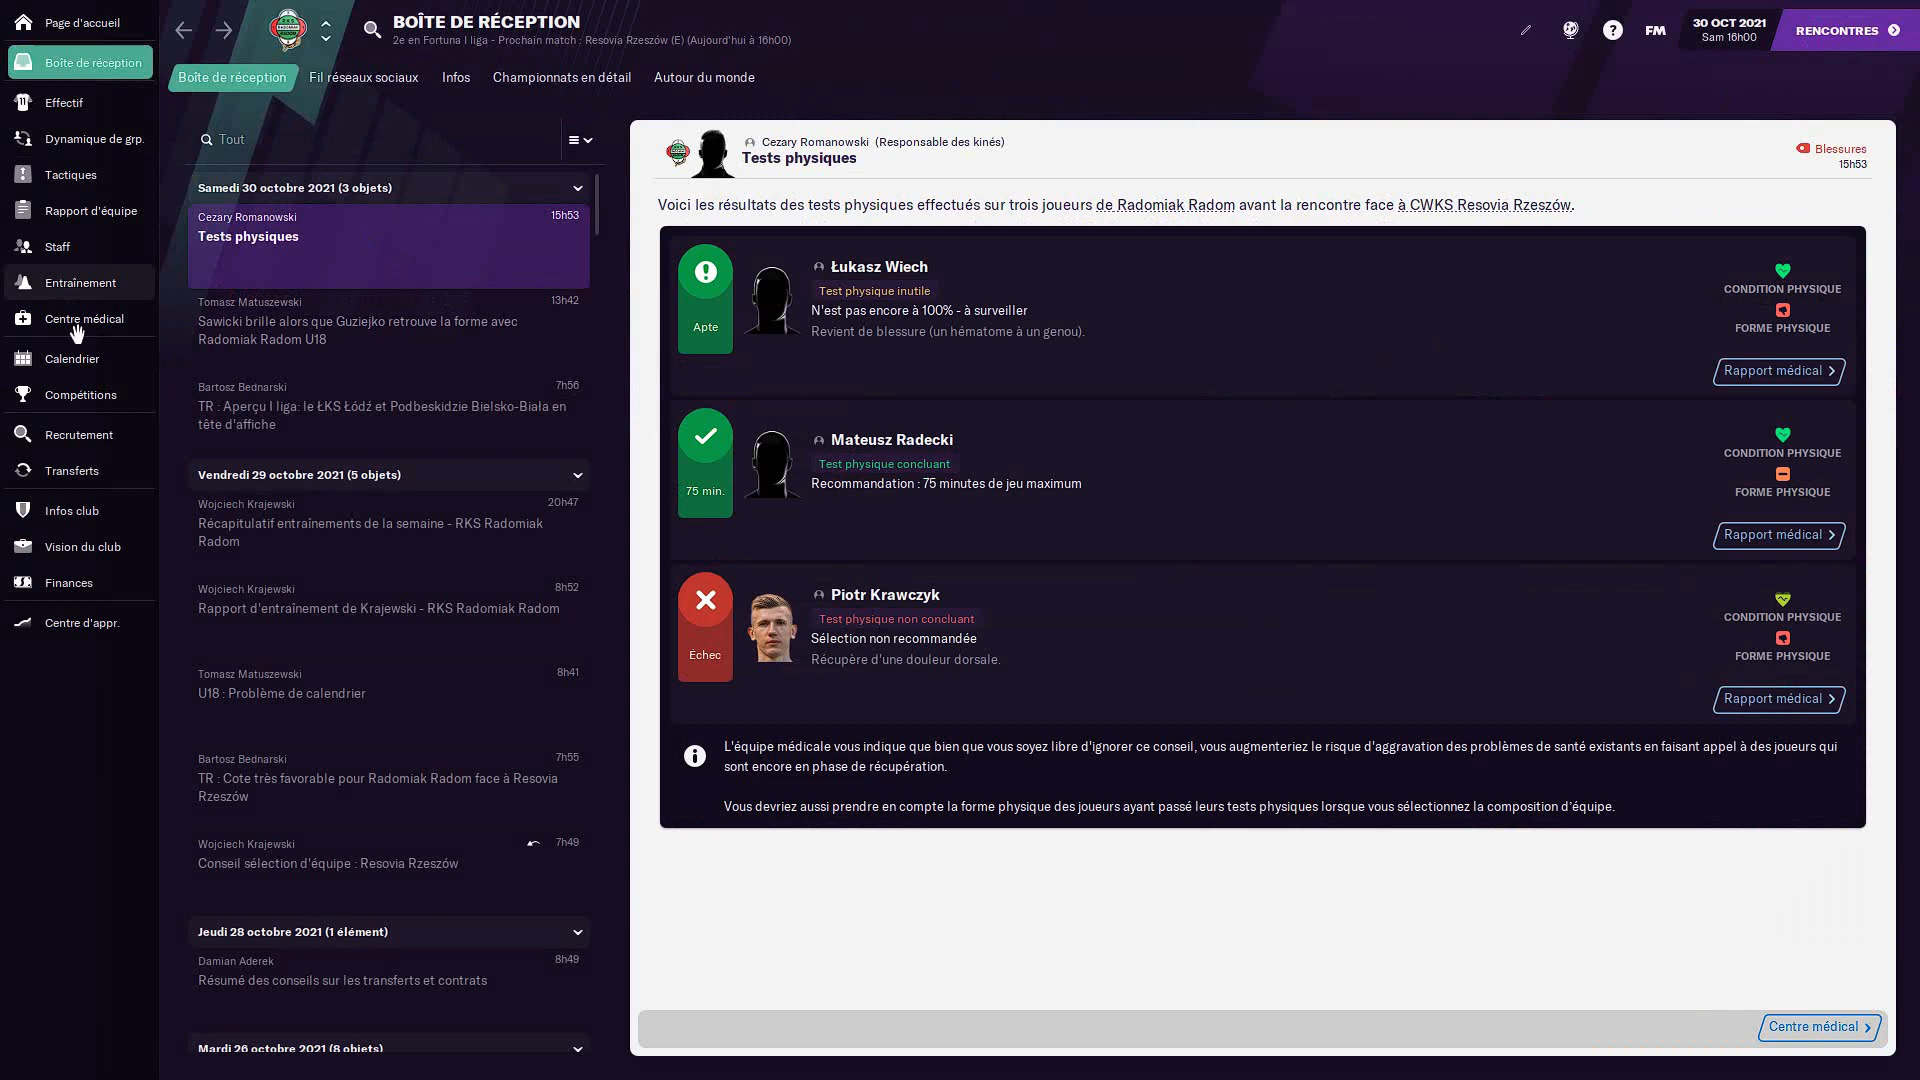 Page d'accueil
Boîte de réception
Effectif
Dynamique de grp.
Tactiques
Rapport d'équipe
Staff
Entraînement
Centre médical
Calendrier
Compétitions
Recrutement
Transferts
Infos club
Vision du club
Finances
Centre d'appr.
BOÎTE DE RÉCEPTION
2e en Fortuna I liga - Prochain match : Resovia Rzeszów (E) (Aujourd'hui à 16h00)
FM
30 OCT 2021
Sam 16h00
RENCONTRES
Boîte de réception Fil réseaux sociaux Infos Championnats en détail Autour du monde
Tout
Samedi 30 octobre 2021 (3 objets)
Cezary Romanowski 15h53
Tests physiques
Tomasz Matuszewski 13h42
Sawicki brille alors que Guziejko retrouve la forme avec
Radomiak Radom U18
Bartosz Bednarski 7h56
TR : Aperçu I liga: le ŁKS Łódź et Podbeskidzie Bielsko-Biala en
tête d'affiche
Vendredi 29 octobre 2021 (5 objets)
Wojciech Krajewski 20h47
Récapitulatif entraînements de la semaine - RKS Radomiak
Radom
Wojciech Krajewski 8h52
Rapport d'entraînement de Krajewski - RKS Radomiak Radom
Tomasz Matuszewski 8h41
U18 : Problème de calendrier
Bartosz Bednarski 7h55
TR : Cote très favorable pour Radomiak Radom face à Resovia
Rzeszów
Wojciech Krajewski 7h49
Conseil sélection d'équipe : Resovia Rzeszów
Jeudi 28 octobre 2021 (1 élément)
Damian Aderek 8h49
Résumé des conseils sur les transferts et contrats
Mardi 26 octobre 2021 (8 objets)
Cezary Romanowski (Responsable des kinés)
Tests physiques
Blessures
15h53
Voici les résultats des tests physiques effectués sur trois joueurs de Radomiak Radom avant la rencontre face à CWKS Resovia Rzeszów.
Apte
Łukasz Wiech
Test physique inutile
N'est pas encore à 100% - à surveiller
Revient de blessure (un hématome à un genou).
CONDITION PHYSIQUE
FORME PHYSIQUE
Rapport médical
75 min.
Mateusz Radecki
Test physique concluant
Recommandation : 75 minutes de jeu maximum
CONDITION PHYSIQUE
FORME PHYSIQUE
Rapport médical
Échec
Piotr Krawczyk
Test physique non concluant
Sélection non recommandée
Récupère d'une douleur dorsale.
CONDITION PHYSIQUE
FORME PHYSIQUE
Rapport médical
L'équipe médicale vous indique que bien que vous soyez libre d'ignorer ce conseil, vous augmenteriez le risque d'aggravation des problèmes de santé existants en faisant appel à des joueurs qui
sont encore en phase de récupération.
Vous devriez aussi prendre en compte la forme physique des joueurs ayant passé leurs tests physiques lorsque vous sélectionnez la composition d'équipe.
Centre médical